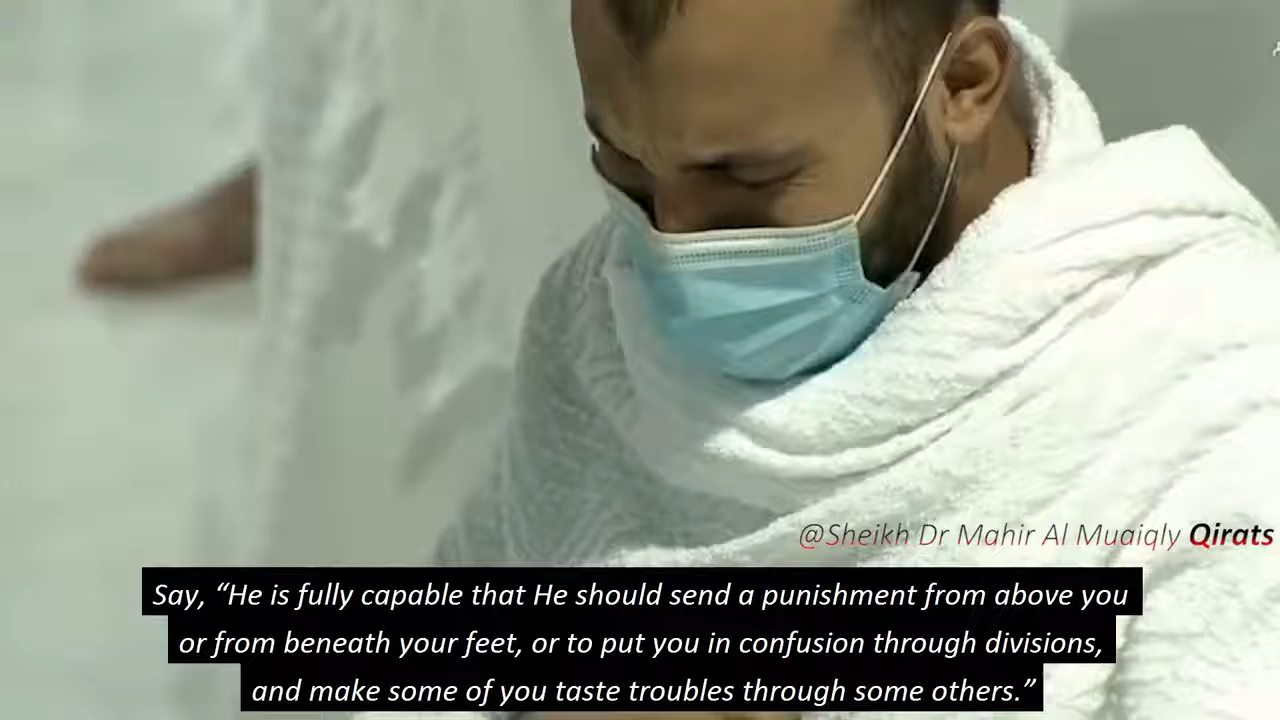 @Sheikh Dr Mahir Al Muaiqly Qirats
Say, “He is fully capable that He should send a punishment from above you
or from beneath your feet, or to put you in confusion through divisions,
and make some of you taste troubles through some others.”